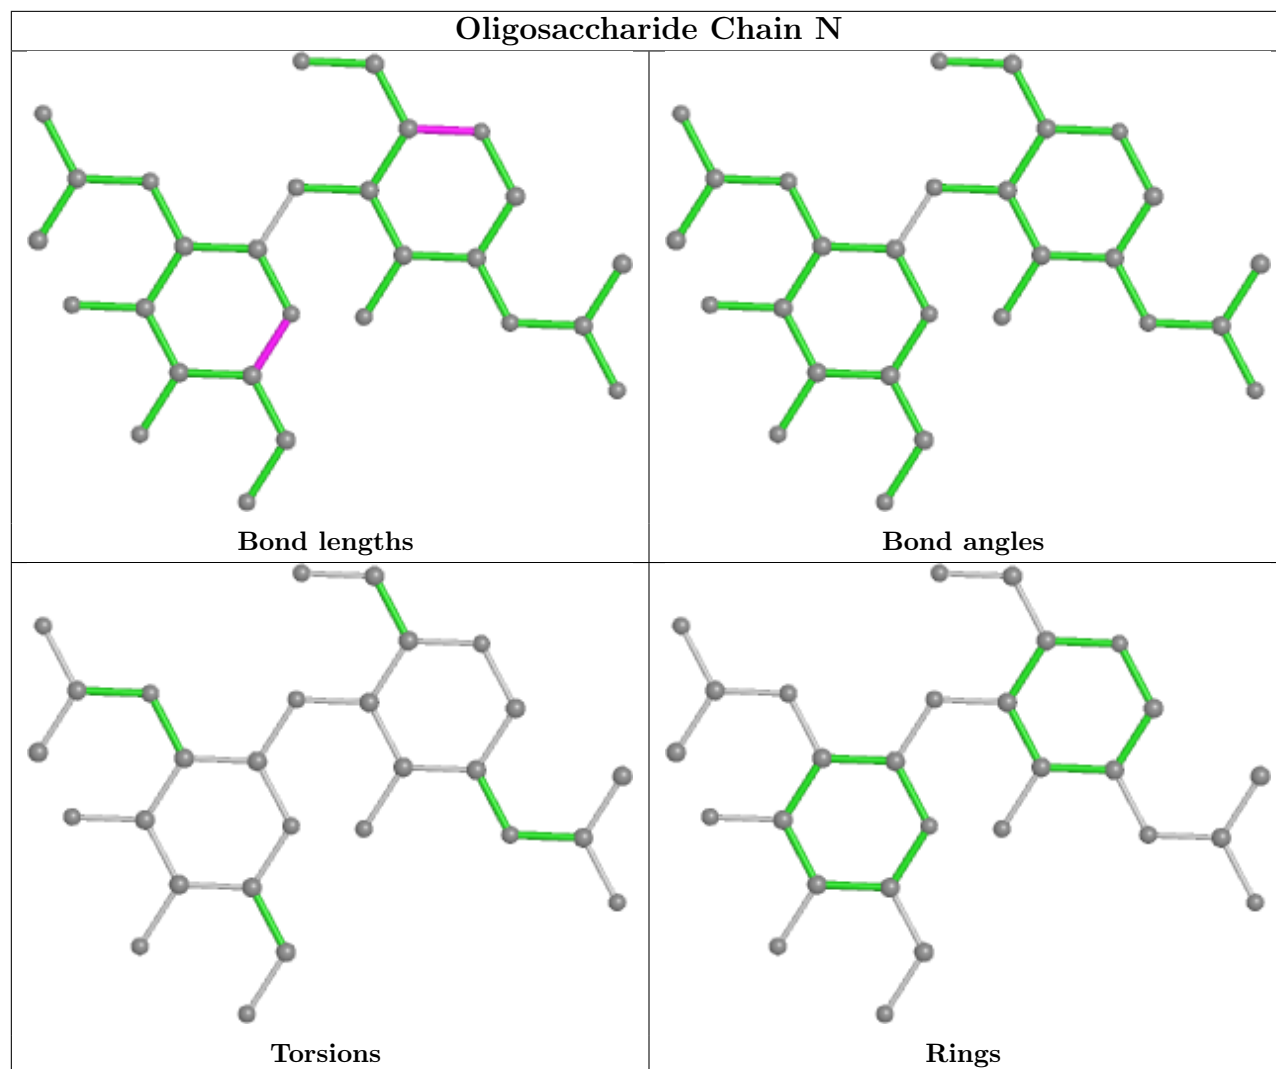 Oligosaccharide Chain N
Bond lengths
Bond angles
Torsions
Rings